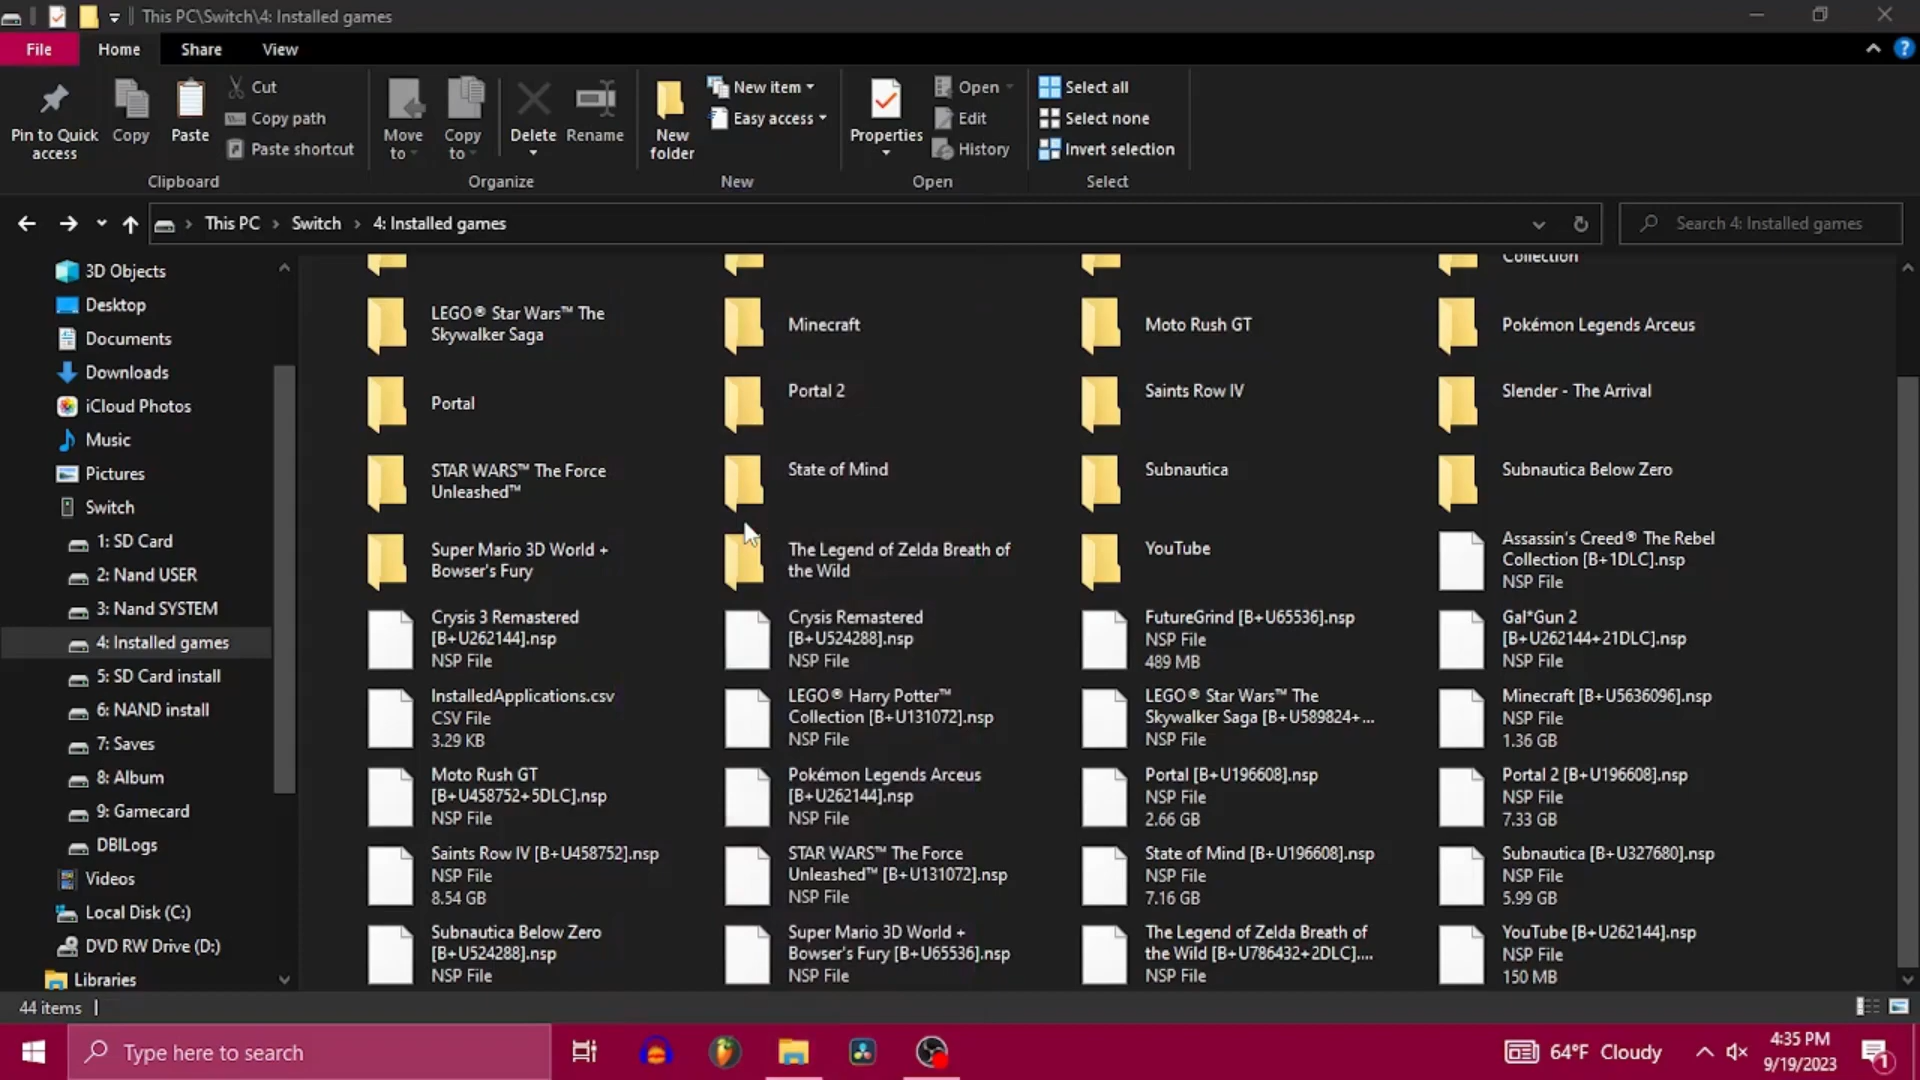 This PC\Switch\4: Installed games
File
Home
Share
View
Pin to Quick
access
Copy
Paste
Cut
Copy path
Paste shortcut
Clipboard
Move
to
Copy
to
Delete
Rename
Organize
New
folder
New item
Easy access
New
Properties
Open
Edit
History
Open
Select all
Select none
Invert selection
Select
This PC
Switch
4: Installed games
Search 4: Installed games
3D Objects
Desktop
Documents
Downloads
iCloud Photos
Music
Pictures
Switch
1: SD Card
2: Nand USER
3: Nand SYSTEM
4: Installed games
5: SD Card install
6: NAND install
7: Saves
8: Album
9: Gamecard
DBILogs
Videos
Local Disk (C:)
DVD RW Drive (D:)
Libraries
Collection
LEGO® Star Wars™ The
Skywalker Saga
Minecraft
Moto Rush GT
Pokémon Legends Arceus
Portal
Portal 2
Saints Row IV
Slender - The Arrival
STAR WARS™ The Force
Unleashed™
State of Mind
Subnautica
Subnautica Below Zero
Super Mario 3D World +
Bowser's Fury
The Legend of Zelda Breath of
the Wild
YouTube
Assassin's Creed® The Rebel
Collection [B+1DLC].nsp
NSP File
Crysis 3 Remastered
[B+U262144].nsp
NSP File
Crysis Remastered
[B+U524288].nsp
NSP File
FutureGrind [B+U65536].nsp
NSP File
489 MB
Gal*Gun 2
[B+U262144+21DLC].nsp
NSP File
InstalledApplications.csv
CSV File
3.29 KB
LEGO® Harry Potter™
Collection [B+U131072].nsp
NSP File
LEGO® Star Wars™ The
Skywalker Saga [B+U589824+...
NSP File
Minecraft [B+U5636096].nsp
NSP File
1.36 GB
Moto Rush GT
[B+U458752+5DLC].nsp
NSP File
Pokémon Legends Arceus
[B+U262144].nsp
NSP File
Portal [B+U196608].nsp
NSP File
2.66 GB
Portal 2 [B+U196608].nsp
NSP File
7.33 GB
Saints Row IV [B+U458752].nsp
NSP File
8.54 GB
STAR WARS™ The Force
Unleashed™ [B+U131072].nsp
NSP File
State of Mind [B+U196608].nsp
NSP File
7.16 GB
Subnautica [B+U327680].nsp
NSP File
5.99 GB
Subnautica Below Zero
[B+U524288].nsp
NSP File
Super Mario 3D World +
Bowser's Fury [B+U65536].nsp
NSP File
The Legend of Zelda Breath of
the Wild [B+U786432+2DLC]....
NSP File
YouTube [B+U262144].nsp
NSP File
150 MB
44 items
Type here to search
64°F Cloudy
4:35 PM
9/19/2023
1